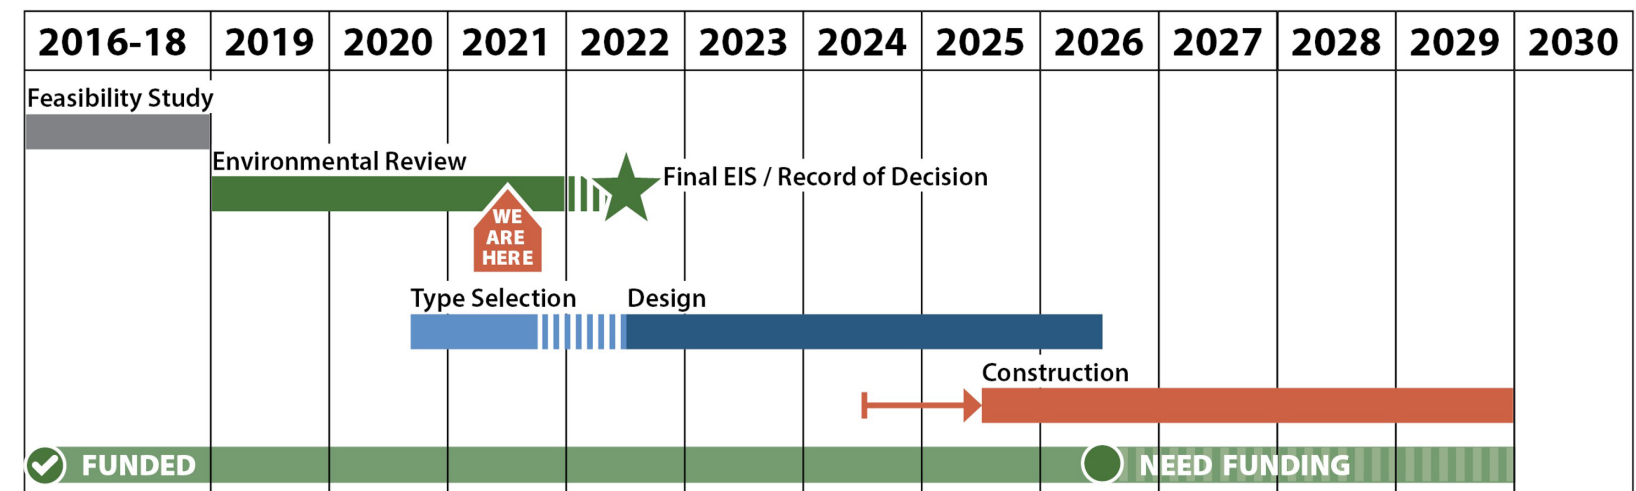 2016-18 2019 2020 2021 2022 2023 2024 2025 2026 2027 2028 2029 2030
Feasibility Study
Environmental Review
Final EIS / Record of Decision
WE
ARE
HERE
Type Selection Design
Construction
FUNDED NEED FUNDING